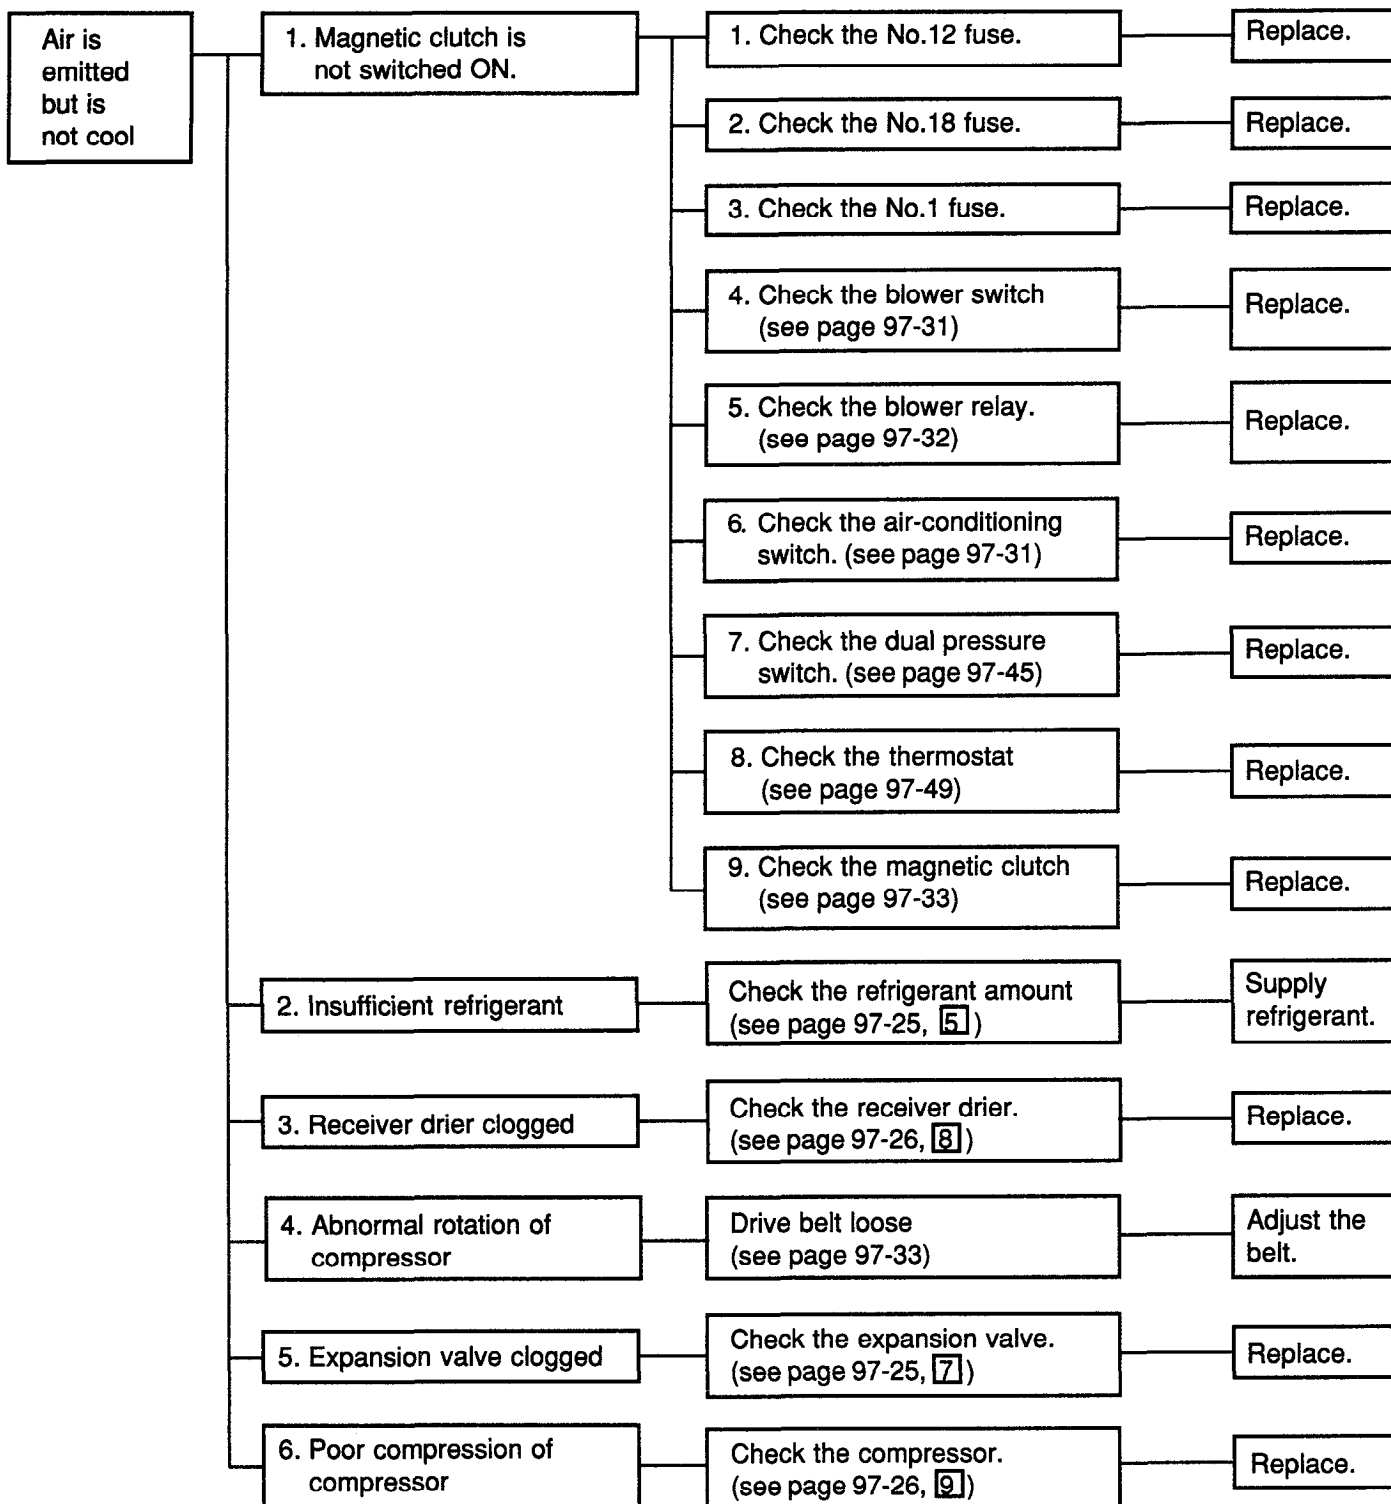 Air is
emitted
but is
not cool
1. Magnetic clutch is
not switched ON.
1. Check the No.12 fuse.
Replace.
2. Check the No.18 fuse.
Replace.
3. Check the No.1 fuse.
Replace.
4. Check the blower switch
(see page 97-31)
Replace.
5. Check the blower relay.
(see page 97-32)
Replace.
6. Check the air-conditioning
switch. (see page 97-31)
Replace.
7. Check the dual pressure
switch. (see page 97-45)
Replace.
8. Check the thermostat
(see page 97-49)
Replace.
9. Check the magnetic clutch
(see page 97-33)
Replace.
2. Insufficient refrigerant
Check the refrigerant amount
(see page 97-25, 5 )
Supply
refrigerant.
3. Receiver drier clogged
Check the receiver drier.
(see page 97-26, 8 )
Replace.
4. Abnormal rotation of
compressor
Drive belt loose
(see page 97-33)
Adjust the
belt.
5. Expansion valve clogged
Check the expansion valve.
(see page 97-25, 7 )
Replace.
6. Poor compression of
compressor
Check the compressor.
(see page 97-26, 9 )
Replace.